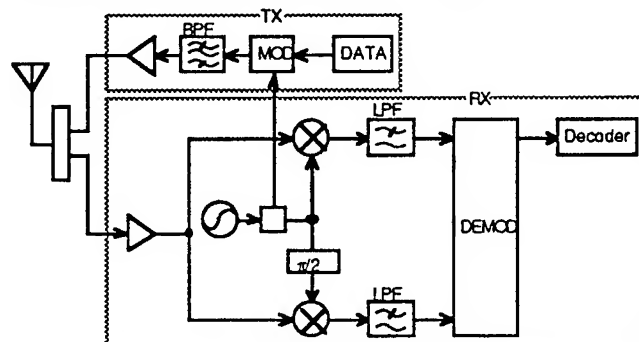 TX
BPF
MOD
DATA
RX
LPF
Decoder
DEMOD
π/2
LPF